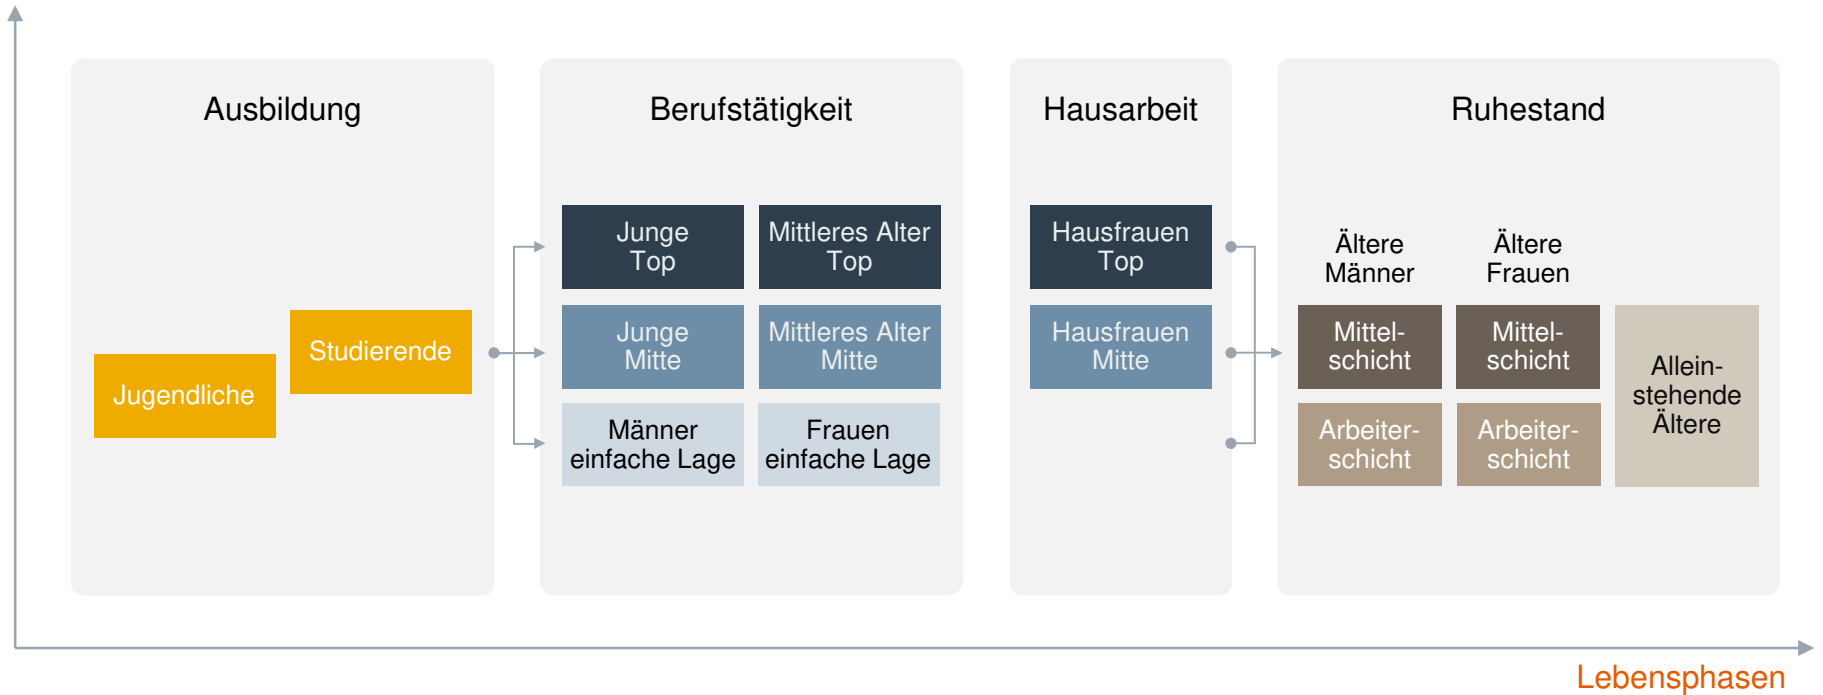 Ausbildung
Jugendliche
Studierende
Berufstätigkeit
Junge
Top
Mittleres Alter
Top
Junge
Mitte
Mittleres Alter
Mitte
Männer
einfache Lage
Frauen
einfache Lage
Hausarbeit
Hausfrauen
Top
Hausfrauen
Mitte
Ruhestand
Ältere
Männer
Ältere
Frauen
Mittel-
schicht
Mittel-
schicht
Arbeiter-
schicht
Arbeiter-
schicht
Allein-
stehende
Ältere
Lebensphasen